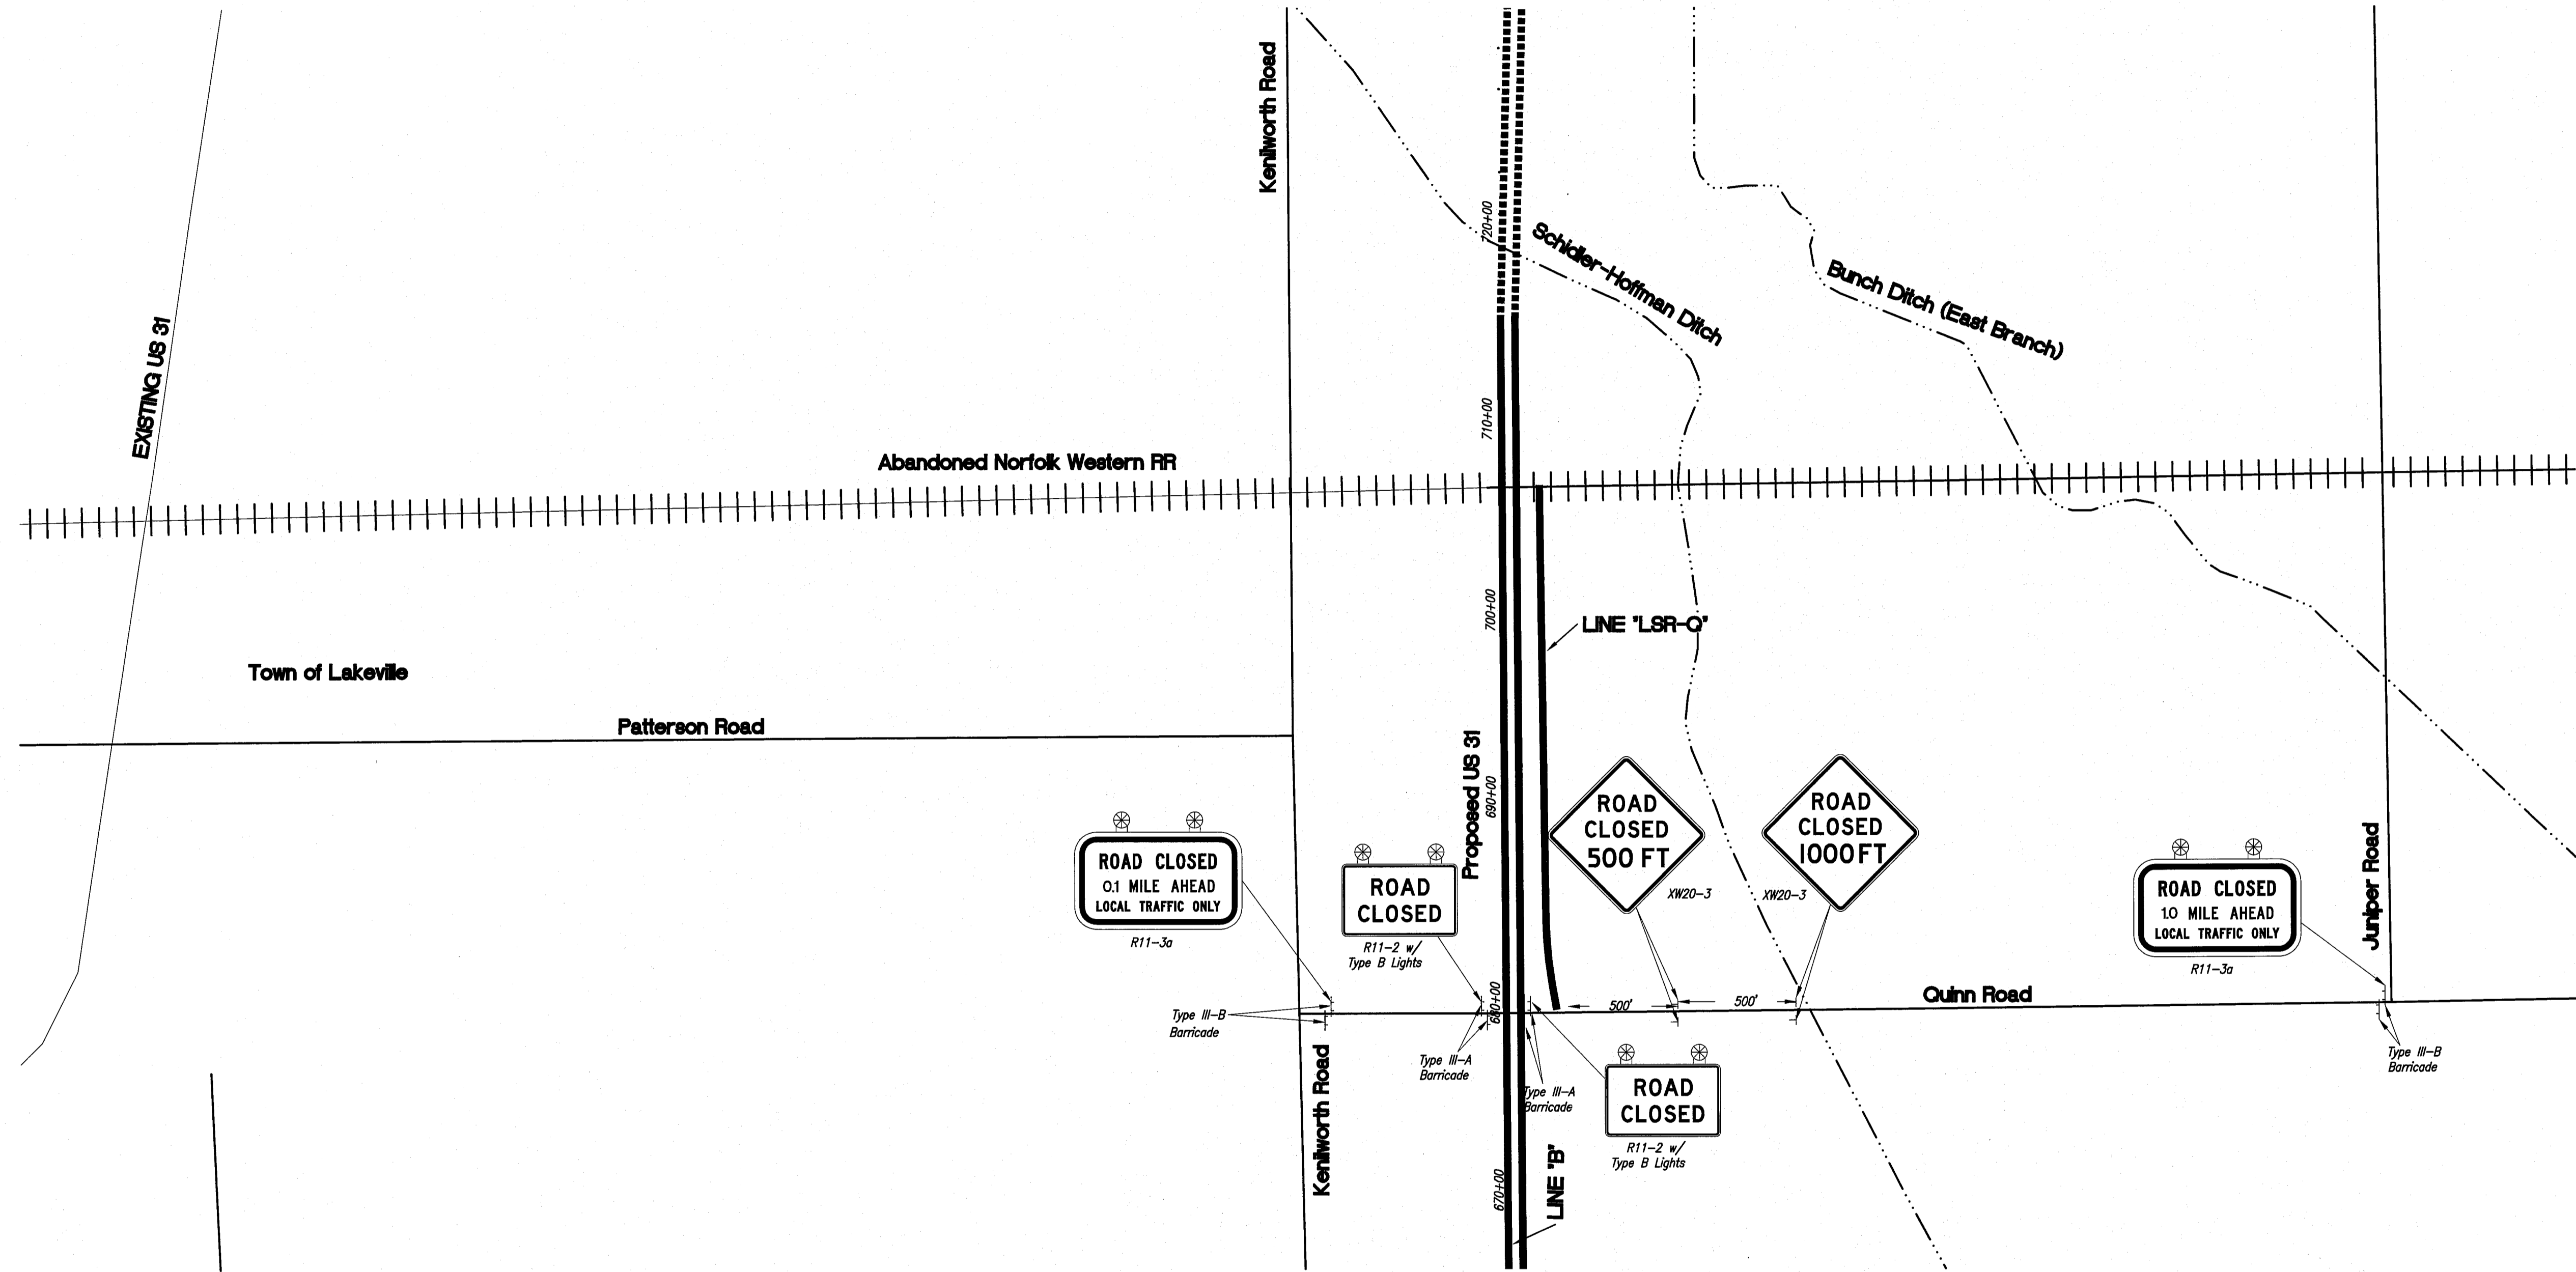 Kenilworth Road
720+00
Schidler-Hoffman Ditch
Bunch Ditch (East Branch)
EXISTING US 31
710+00
Abandoned Norfolk Western RR
700+00
LINE "LSR-Q"
Town of Lakeville
Patterson Road
Proposed US 31
690+00
ROAD
CLOSED
500 FT
XW20-3
ROAD
CLOSED
1000 FT
XW20-3
ROAD CLOSED
0.1 MILE AHEAD
LOCAL TRAFFIC ONLY
R11-3a
ROAD
CLOSED
R11-2 w/
Type B Lights
ROAD CLOSED
1.0 MILE AHEAD
LOCAL TRAFFIC ONLY
R11-3a
Juniper Road
680+00
500'
500'
Quinn Road
Type III-B
Barricade
Type III-A
Barricade
Type III-A
Barricade
Type III-B
Barricade
Kenilworth Road
ROAD
CLOSED
R11-2 w/
Type B Lights
670+00
LINE "B"